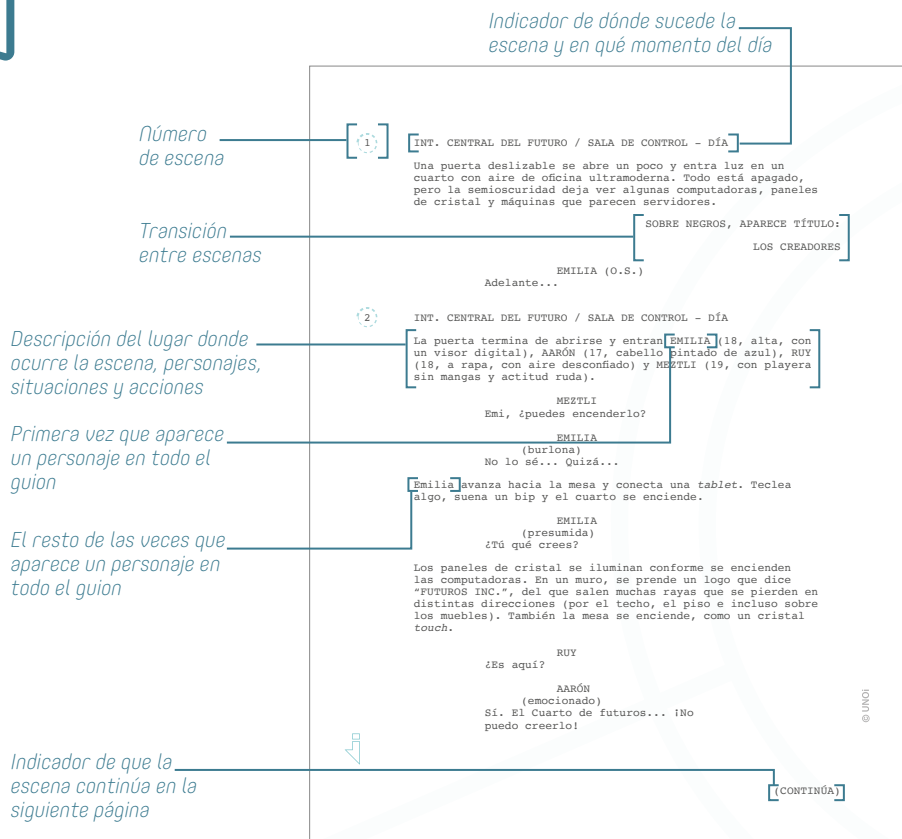 Indicador de dónde sucede la
escena y en qué momento del día
Número
de escena
1
INT. CENTRAL DEL FUTURO / SALA DE CONTROL - DÍA
Una puerta deslizable se abre un poco y entra luz en un
cuarto con aire de oficina ultramoderna. Todo está apagado,
pero la semioscuridad deja ver algunas computadoras, paneles
de cristal y máquinas que parecen servidores.
Transición
entre escenas
SOBRE NEGROS, APARECE TÍTULO:
LOS CREADORES
EMILIA (O.S.)
Adelante...
2
INT. CENTRAL DEL FUTURO / SALA DE CONTROL - DÍA
Descripción del lugar donde
ocurre la escena, personajes,
situaciones y acciones
La puerta termina de abrirse y entran EMILIA (18, alta, con
un visor digital), AARÓN (17, cabello pintado de azul), RUY
(18, a rapa, con aire desconfiado) y MEZTLI (19, con playera
sin mangas y actitud ruda).
MEZTLI
Emi, ¿puedes encenderlo?
Primera vez que aparece
un personaje en todo el
guion
EMILIA
(burlona)
No lo sé... Quizá...
Emilia avanza hacia la mesa y conecta una tablet. Teclea
algo, suena un bip y el cuarto se enciende.
El resto de las veces que
aparece un personaje en
todo el guion
EMILIA
(presumida)
¿Tú qué crees?
Los paneles de cristal se iluminan conforme se encienden
las computadoras. En un muro, se prende un logo que dice
“FUTUROS INC.”, del que salen muchas rayas que se pierden en
distintas direcciones (por el techo, el piso e incluso sobre
los muebles). También la mesa se enciende, como un cristal
touch.
RUY
¿Es aquí?
AARÓN
(emocionado)
Sí. El Cuarto de futuros... ¡No
puedo creerlo!
© UNOi
Indicador de que la
escena continúa en la
siguiente página
(CONTINÚA)